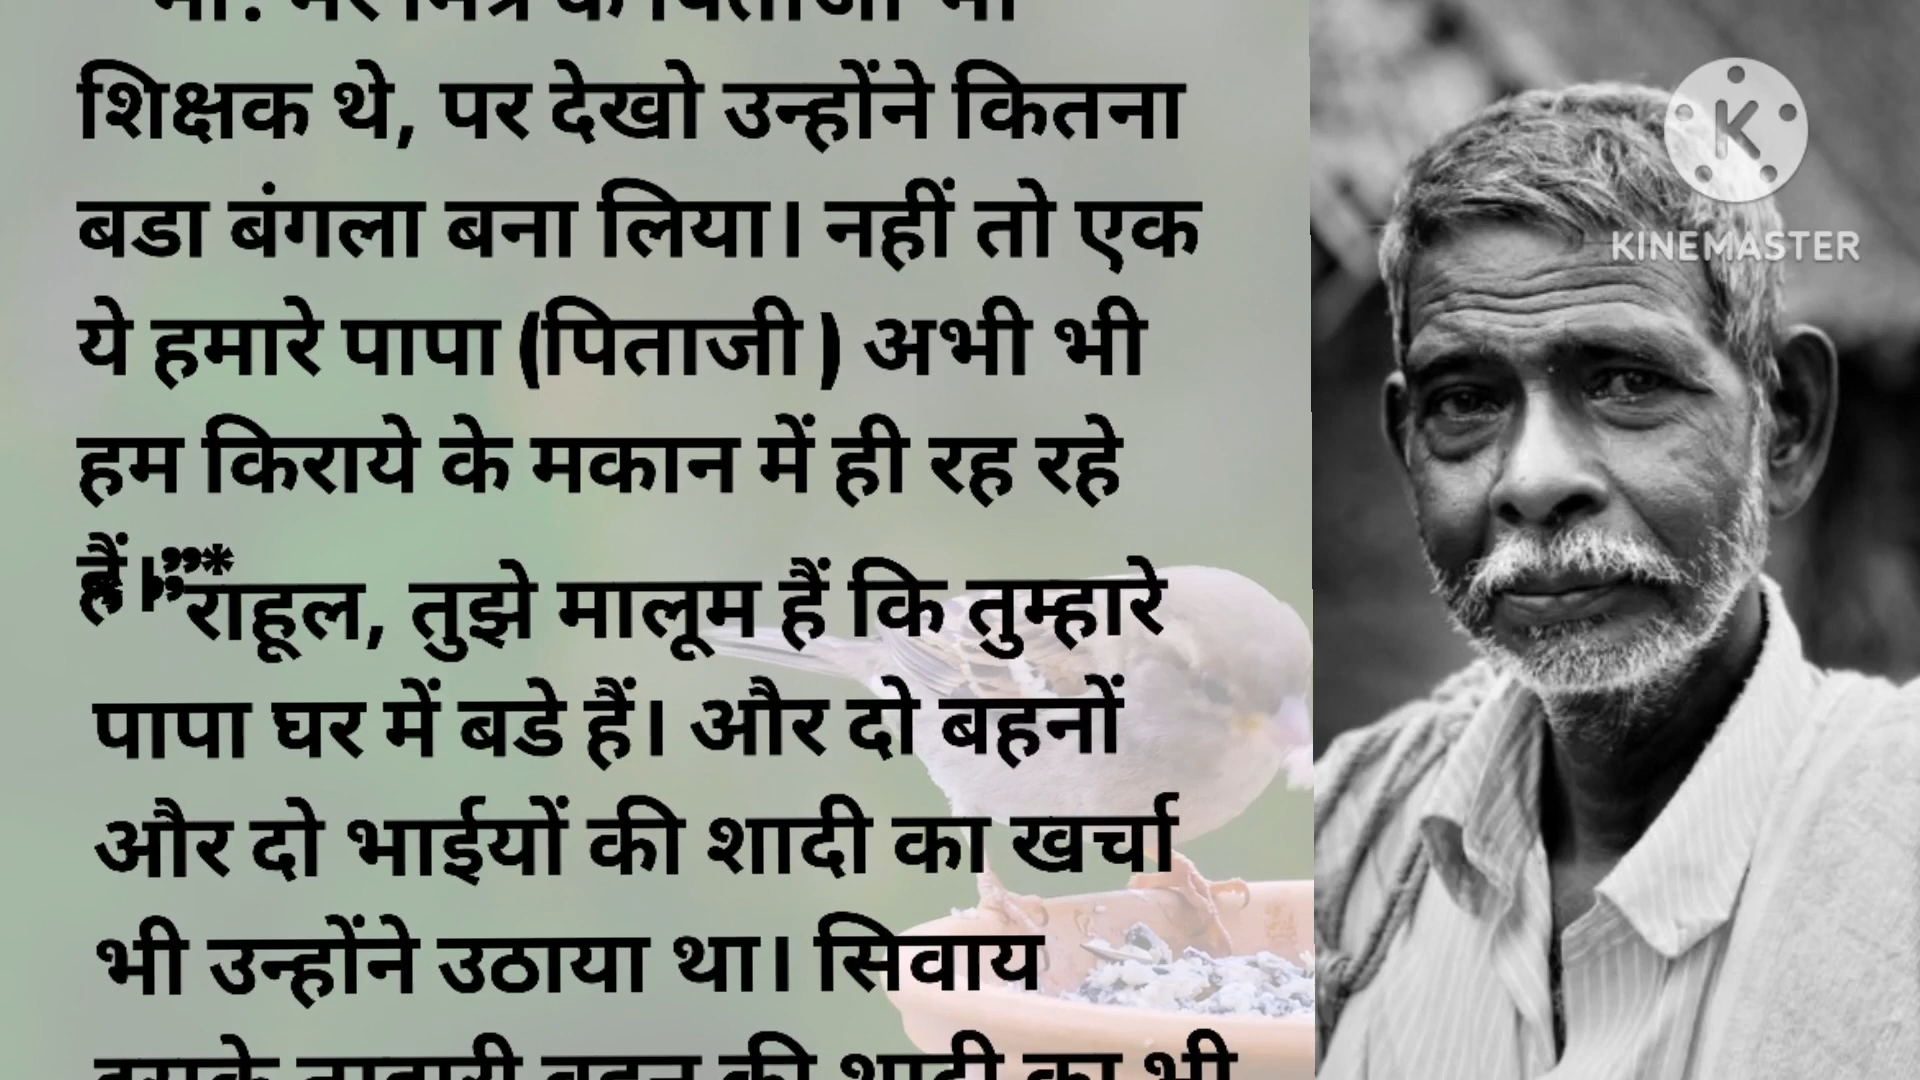 शिक्षक थे, पर देखो उन्होंने कितना
बडा बंगला बना लिया। नहीं तो एक
ये हमारे पापा (पिताजी) अभी भी
हम किराये के मकान में ही रह रहे
हैं।”*
”राहूल, तुझे मालूम हैं कि तुम्हारे
पापा घर में बडे हैं। और दो बहनों
और दो भाईयों की शादी का खर्चा
भी उन्होंने उठाया था। सिवाय
K
KINEMASTER